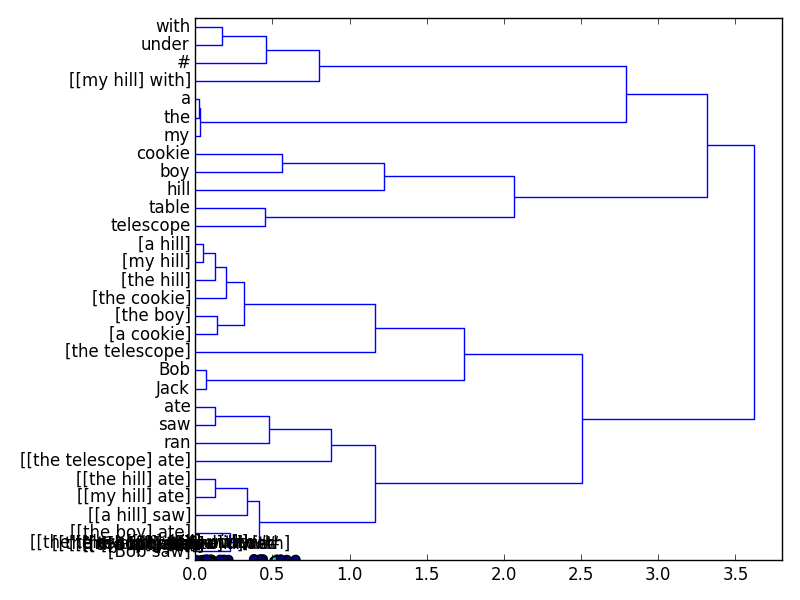 with
under
#
[[my hill] with]
a
the
my
cookie
boy
hill
table
telescope
[a hill]
[my hill]
[the hill]
[the cookie]
[the boy]
[a cookie]
[the telescope]
Bob
Jack
ate
saw
ran
[[the telescope] ate]
[[the hill] ate]
[[my hill] ate]
[[a hill] saw]
[[the boy] ate]
[Bob saw]
0.0 0.5 1.0 1.5 2.0 2.5 3.0 3.5